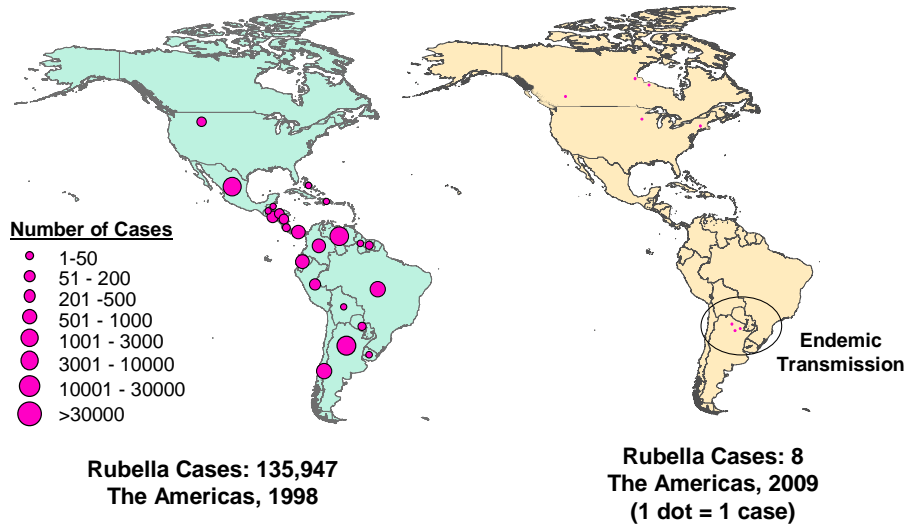 Number of Cases
1-50
51 - 200
201 -500
501 - 1000
1001 - 3000
3001 - 10000
10001 - 30000
>30000
Rubella Cases: 135,947
The Americas, 1998
Endemic
Transmission
Rubella Cases: 8
The Americas, 2009
(1 dot = 1 case)